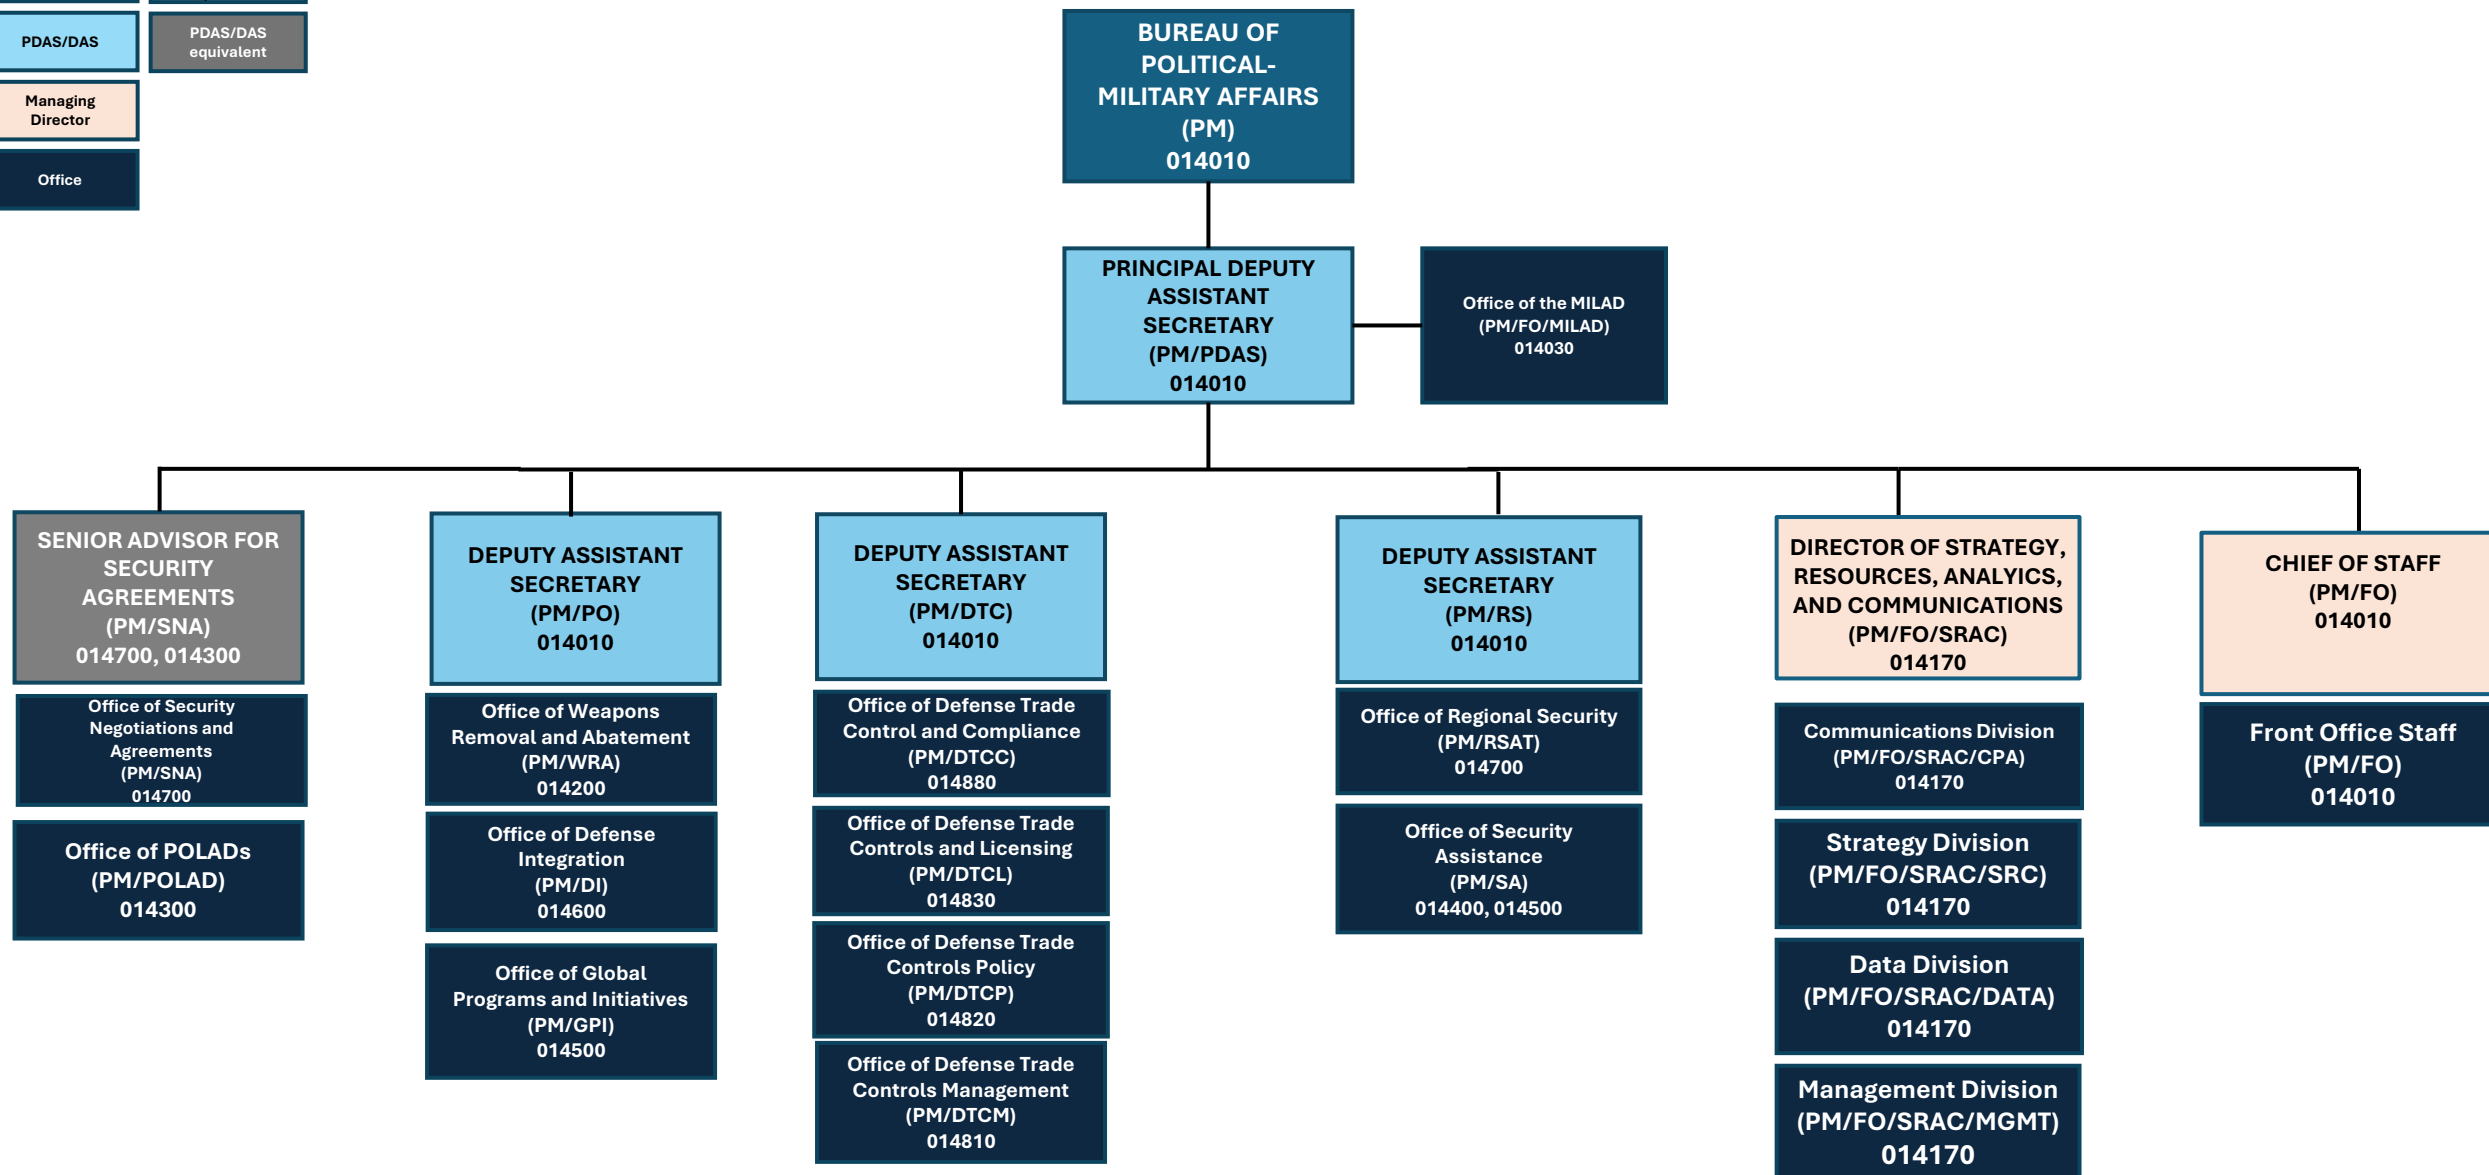 PDAS/DAS
PDAS/DAS
equivalent
Managing
Director
Office
BUREAU OF
POLITICAL-
MILITARY AFFAIRS
(PM)
014010
PRINCIPAL DEPUTY
ASSISTANT
SECRETARY
(PM/PDAS)
014010
Office of the MILAD
(PM/FO/MILAD)
014030
SENIOR ADVISOR FOR
SECURITY
AGREEMENTS
(PM/SNA)
014700, 014300
Office of Security
Negotiations and
Agreements
(PM/SNA)
014700
Office of POLADs
(PM/POLAD)
014300
DEPUTY ASSISTANT
SECRETARY
(PM/PO)
014010
Office of Weapons
Removal and Abatement
(PM/WRA)
014200
Office of Defense
Integration
(PM/DI)
014600
Office of Global
Programs and Initiatives
(PM/GPI)
014500
DEPUTY ASSISTANT
SECRETARY
(PM/DTC)
014010
Office of Defense Trade
Control and Compliance
(PM/DTCC)
014880
Office of Defense Trade
Controls and Licensing
(PM/DTCL)
014830
Office of Defense Trade
Controls Policy
(PM/DTCP)
014820
Office of Defense Trade
Controls Management
(PM/DTCM)
014810
DEPUTY ASSISTANT
SECRETARY
(PM/RS)
014010
Office of Regional Security
(PM/RSAT)
014700
Office of Security
Assistance
(PM/SA)
014400, 014500
DIRECTOR OF STRATEGY,
RESOURCES, ANALYICS,
AND COMMUNICATIONS
(PM/FO/SRAC)
014170
Communications Division
(PM/FO/SRAC/CPA)
014170
Strategy Division
(PM/FO/SRAC/SRC)
014170
Data Division
(PM/FO/SRAC/DATA)
014170
Management Division
(PM/FO/SRAC/MGMT)
014170
CHIEF OF STAFF
(PM/FO)
014010
Front Office Staff
(PM/FO)
014010